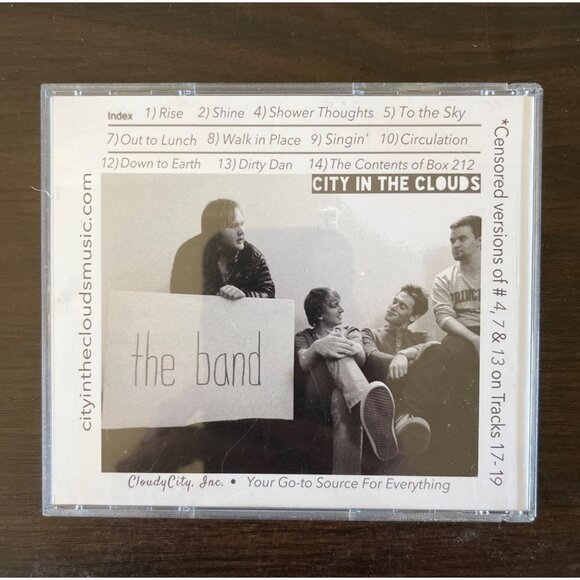 Index 1) Rise 2) Shine 4) Shower Thoughts 5) To the Sky
7) Out to Lunch 8) Walk in Place 9) Singin' 10) Circulation
12) Down to Earth 13) Dirty Dan 14) The Contents of Box 212
CITY IN THE CLOUDS
cityinthecloudsmusic.com
*Censored versions of # 4, 7 & 13 on Tracks 17-19
the band
PRINCE
CloudyCity, Inc. • Your Go-to Source For Everything